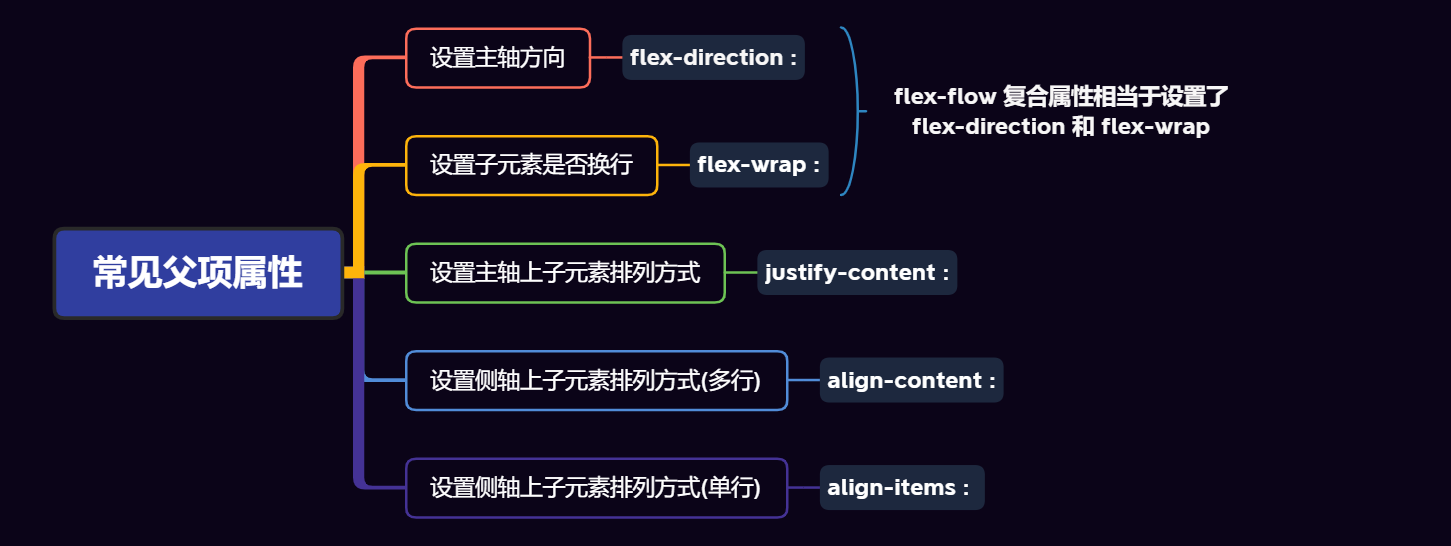 设置主轴方向
flex-direction :
flex-flow 复合属性相当于设置了
flex-direction 和 flex-wrap
设置子元素是否换行
flex-wrap :
常见父项属性
设置主轴上子元素排列方式
justify-content :
设置侧轴上子元素排列方式(多行)
align-content :
设置侧轴上子元素排列方式(单行)
align-items :